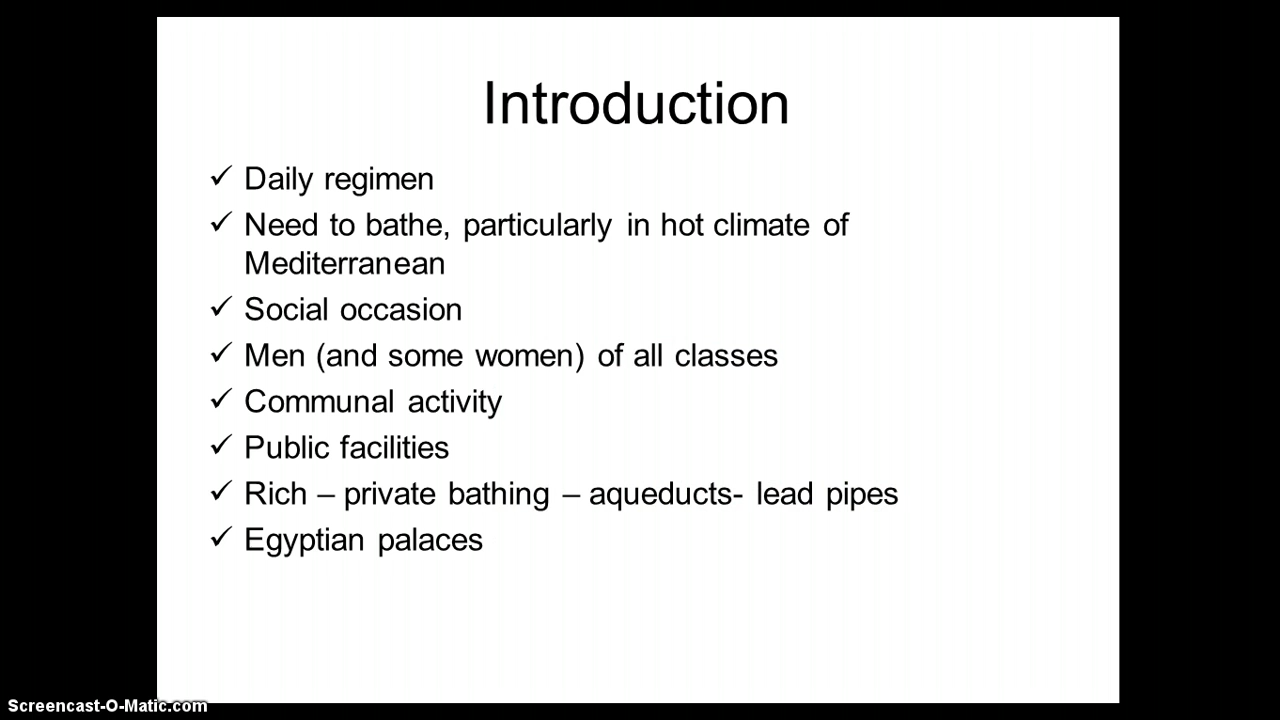 Introduction
✓ Daily regimen
✓ Need to bathe, particularly in hot climate of
Mediterranean
✓ Social occasion
✓ Men (and some women) of all classes
✓ Communal activity
✓ Public facilities
✓ Rich – private bathing – aqueducts- lead pipes
✓ Egyptian palaces
Screencast-O-Matic.com